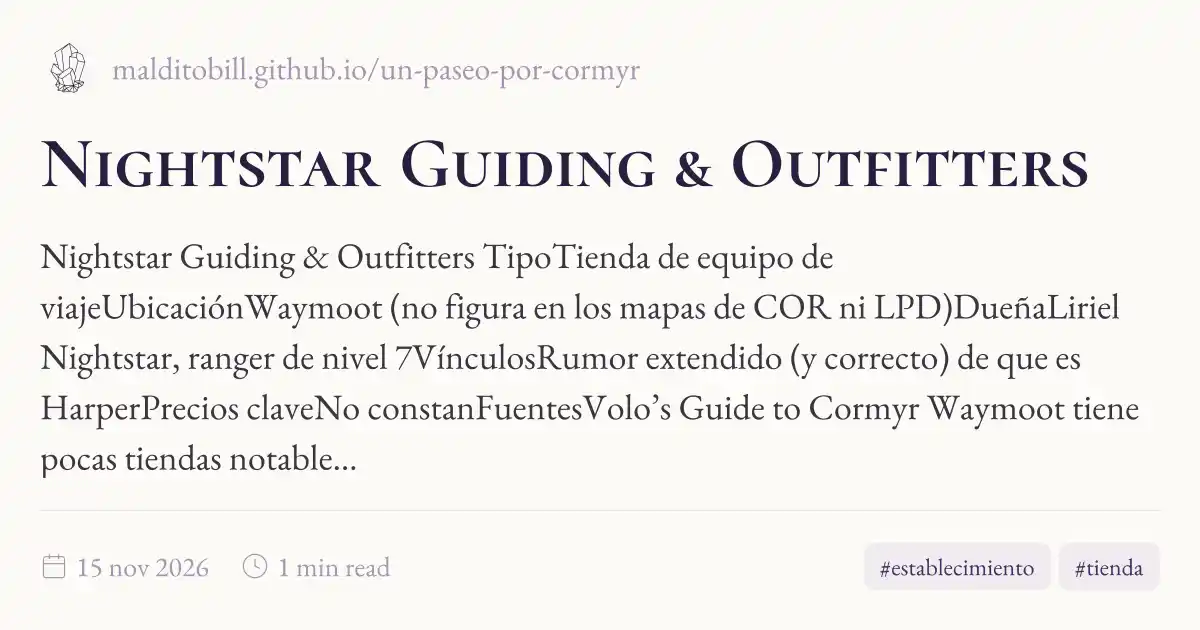 malditobill.github.io/un-paseo-por-cormyr
Nightstar Guiding & Outfitters
Nightstar Guiding & Outfitters TipoTienda de equipo de
viajeUbicaciónWaymoot (no figura en los mapas de COR ni LPD)DueñaLiriel
Nightstar, ranger de nivel 7VínculosRumor extendido (y correcto) de que es
HarperPrecios claveNo constanFuentesVolo’s Guide to Cormyr Waymoot tiene
pocas tiendas notable...
15 nov 2026 1 min read #establecimiento #tienda